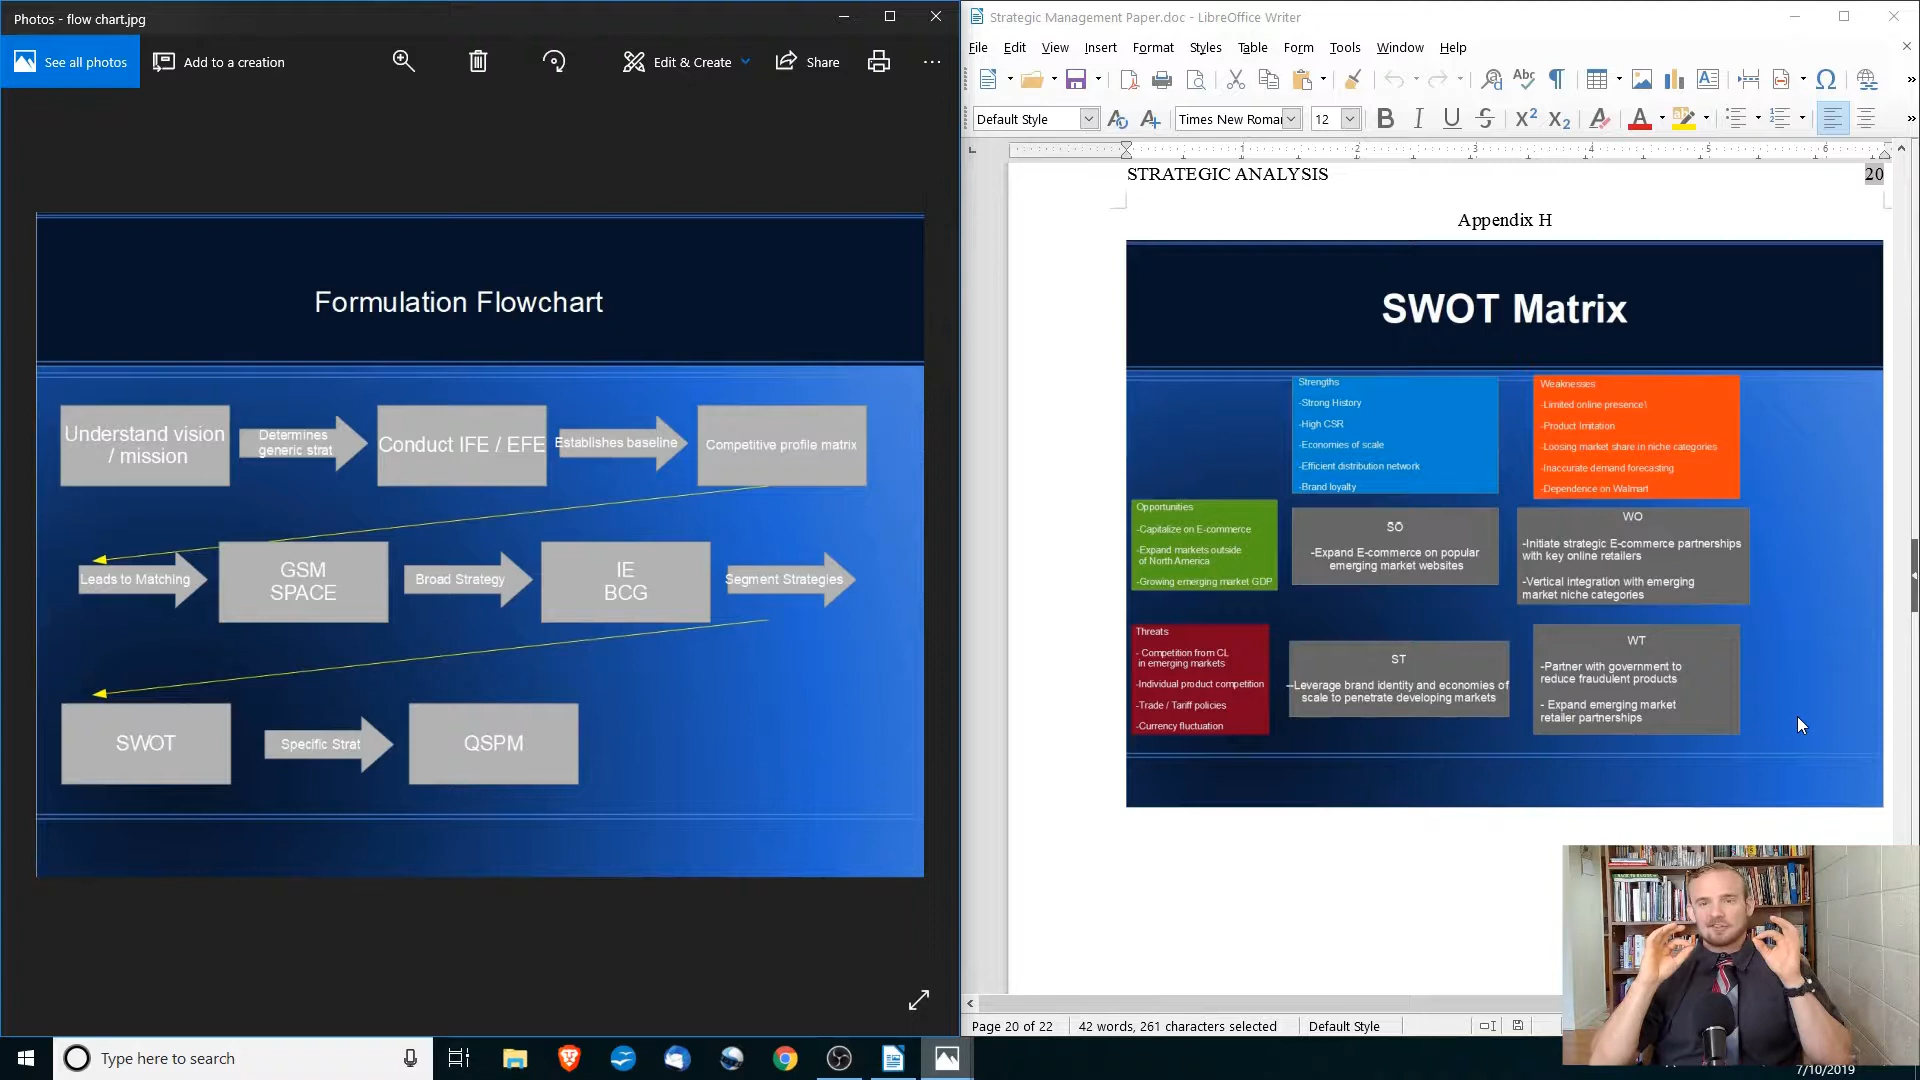 Photos - flow chart.jpg
See all photos
Add to a creation
Edit & Create
Share
Formulation Flowchart
Understand vision
/ mission
Determines
generic strat
Conduct IFE / EFE
Establishes baseline
Competitive profile matrix
Leads to Matching
GSM
SPACE
Broad Strategy
IE
BCG
Segment Strategies
SWOT
Specific Strat
QSPM
Strategic Management Paper.doc - LibreOffice Writer
File Edit View Insert Format Styles Table Form Tools Window Help
Default Style
Times New Roma
12
STRATEGIC ANALYSIS
20
Appendix H
SWOT Matrix
Strengths
-Strong History
-High CSR
-Economies of scale
-Efficient distribution network
-Brand loyalty
Weaknesses
-Limited online presence\
-Product Imitation
-Loosing market share in niche categories
-Inaccurate demand forecasting
-Dependence on Walmart
Opportunities
-Capitalize on E-commerce
-Expand markets outside
of North America
-Growing emerging market GDP
SO
-Expand E-commerce on popular
emerging market websites
WO
-Initiate strategic E-commerce partnerships
with key online retailers
-Vertical integration with emerging
market niche categories
Threats
- Competition from CL
in emerging markets
-Individual product competition
-Trade / Tariff policies
-Currency fluctuation
ST
--Leverage brand identity and economies of
scale to penetrate developing markets
WT
-Partner with government to
reduce fraudulent products
- Expand emerging market
retailer partnerships
Page 20 of 22
42 words, 261 characters selected
Default Style
Type here to search
7/10/2019